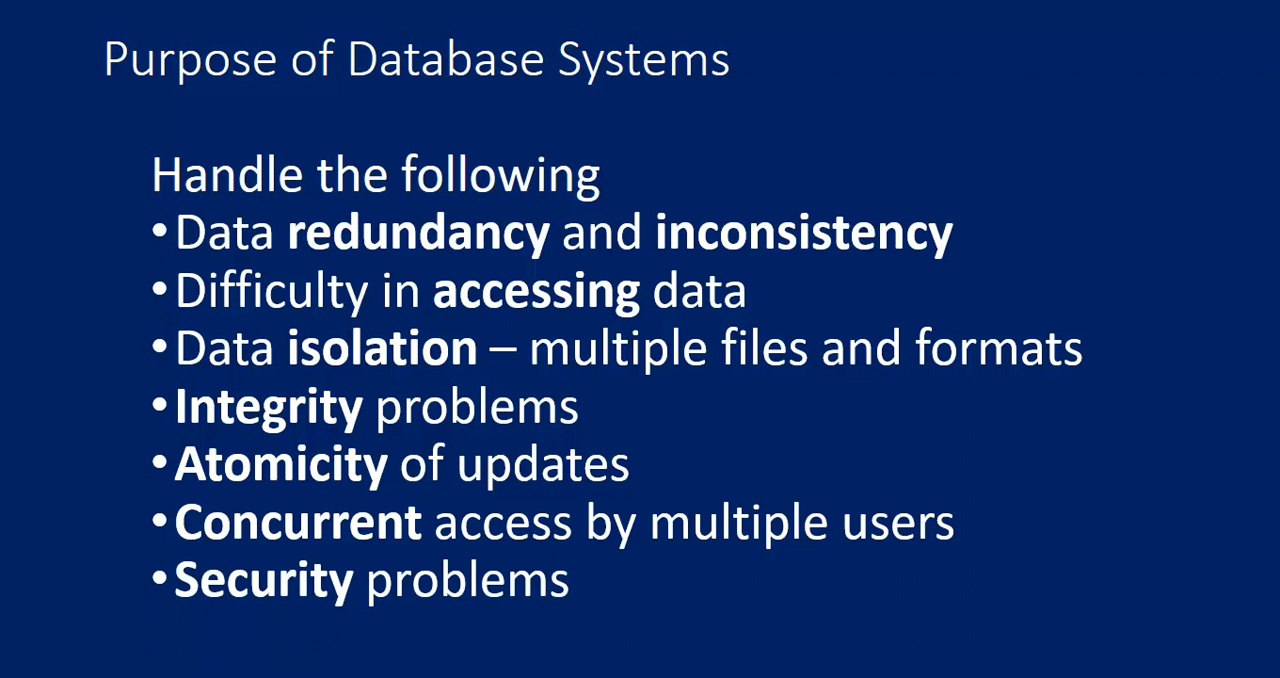 Purpose of Database Systems
Handle the following
•Data redundancy and inconsistency
•Difficulty in accessing data
•Data isolation – multiple files and formats
•Integrity problems
•Atomicity of updates
•Concurrent access by multiple users
•Security problems